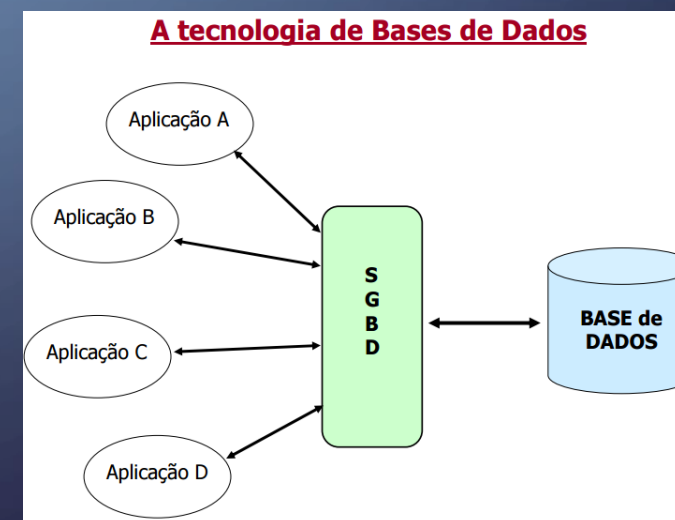 A tecnologia de Bases de Dados
Aplicação A
Aplicação B
Aplicação C
Aplicação D
S
G
B
D
BASE de
DADOS